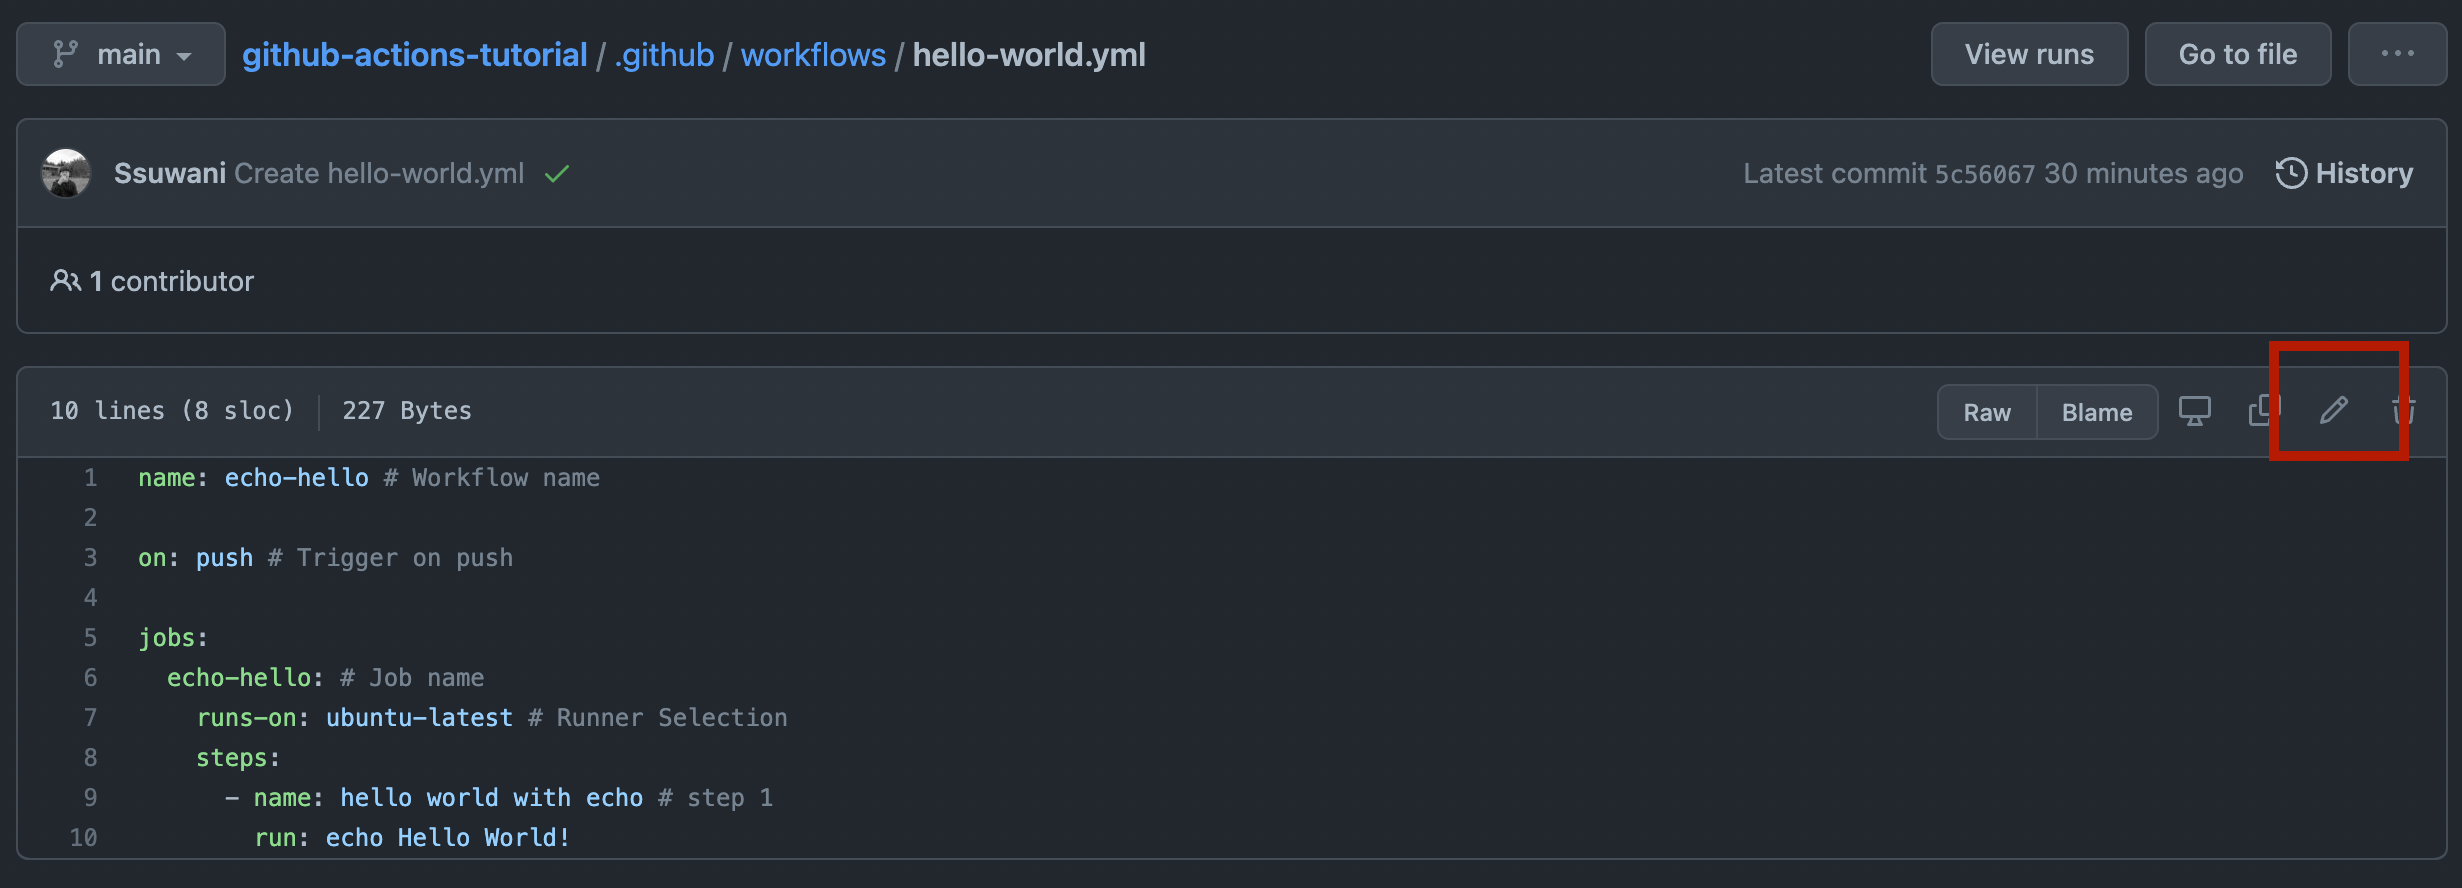 main
github-actions-tutorial / .github / workflows / hello-world.yml
View runs
Go to file
...
Ssuwani Create hello-world.yml
Latest commit 5c56067 30 minutes ago
History
1 contributor
10 lines (8 sloc)
227 Bytes
Raw
Blame
1 name: echo-hello # Workflow name
2
3 on: push # Trigger on push
4
5 jobs:
6   echo-hello: # Job name
7     runs-on: ubuntu-latest # Runner Selection
8     steps:
9       - name: hello world with echo # step 1
10         run: echo Hello World!